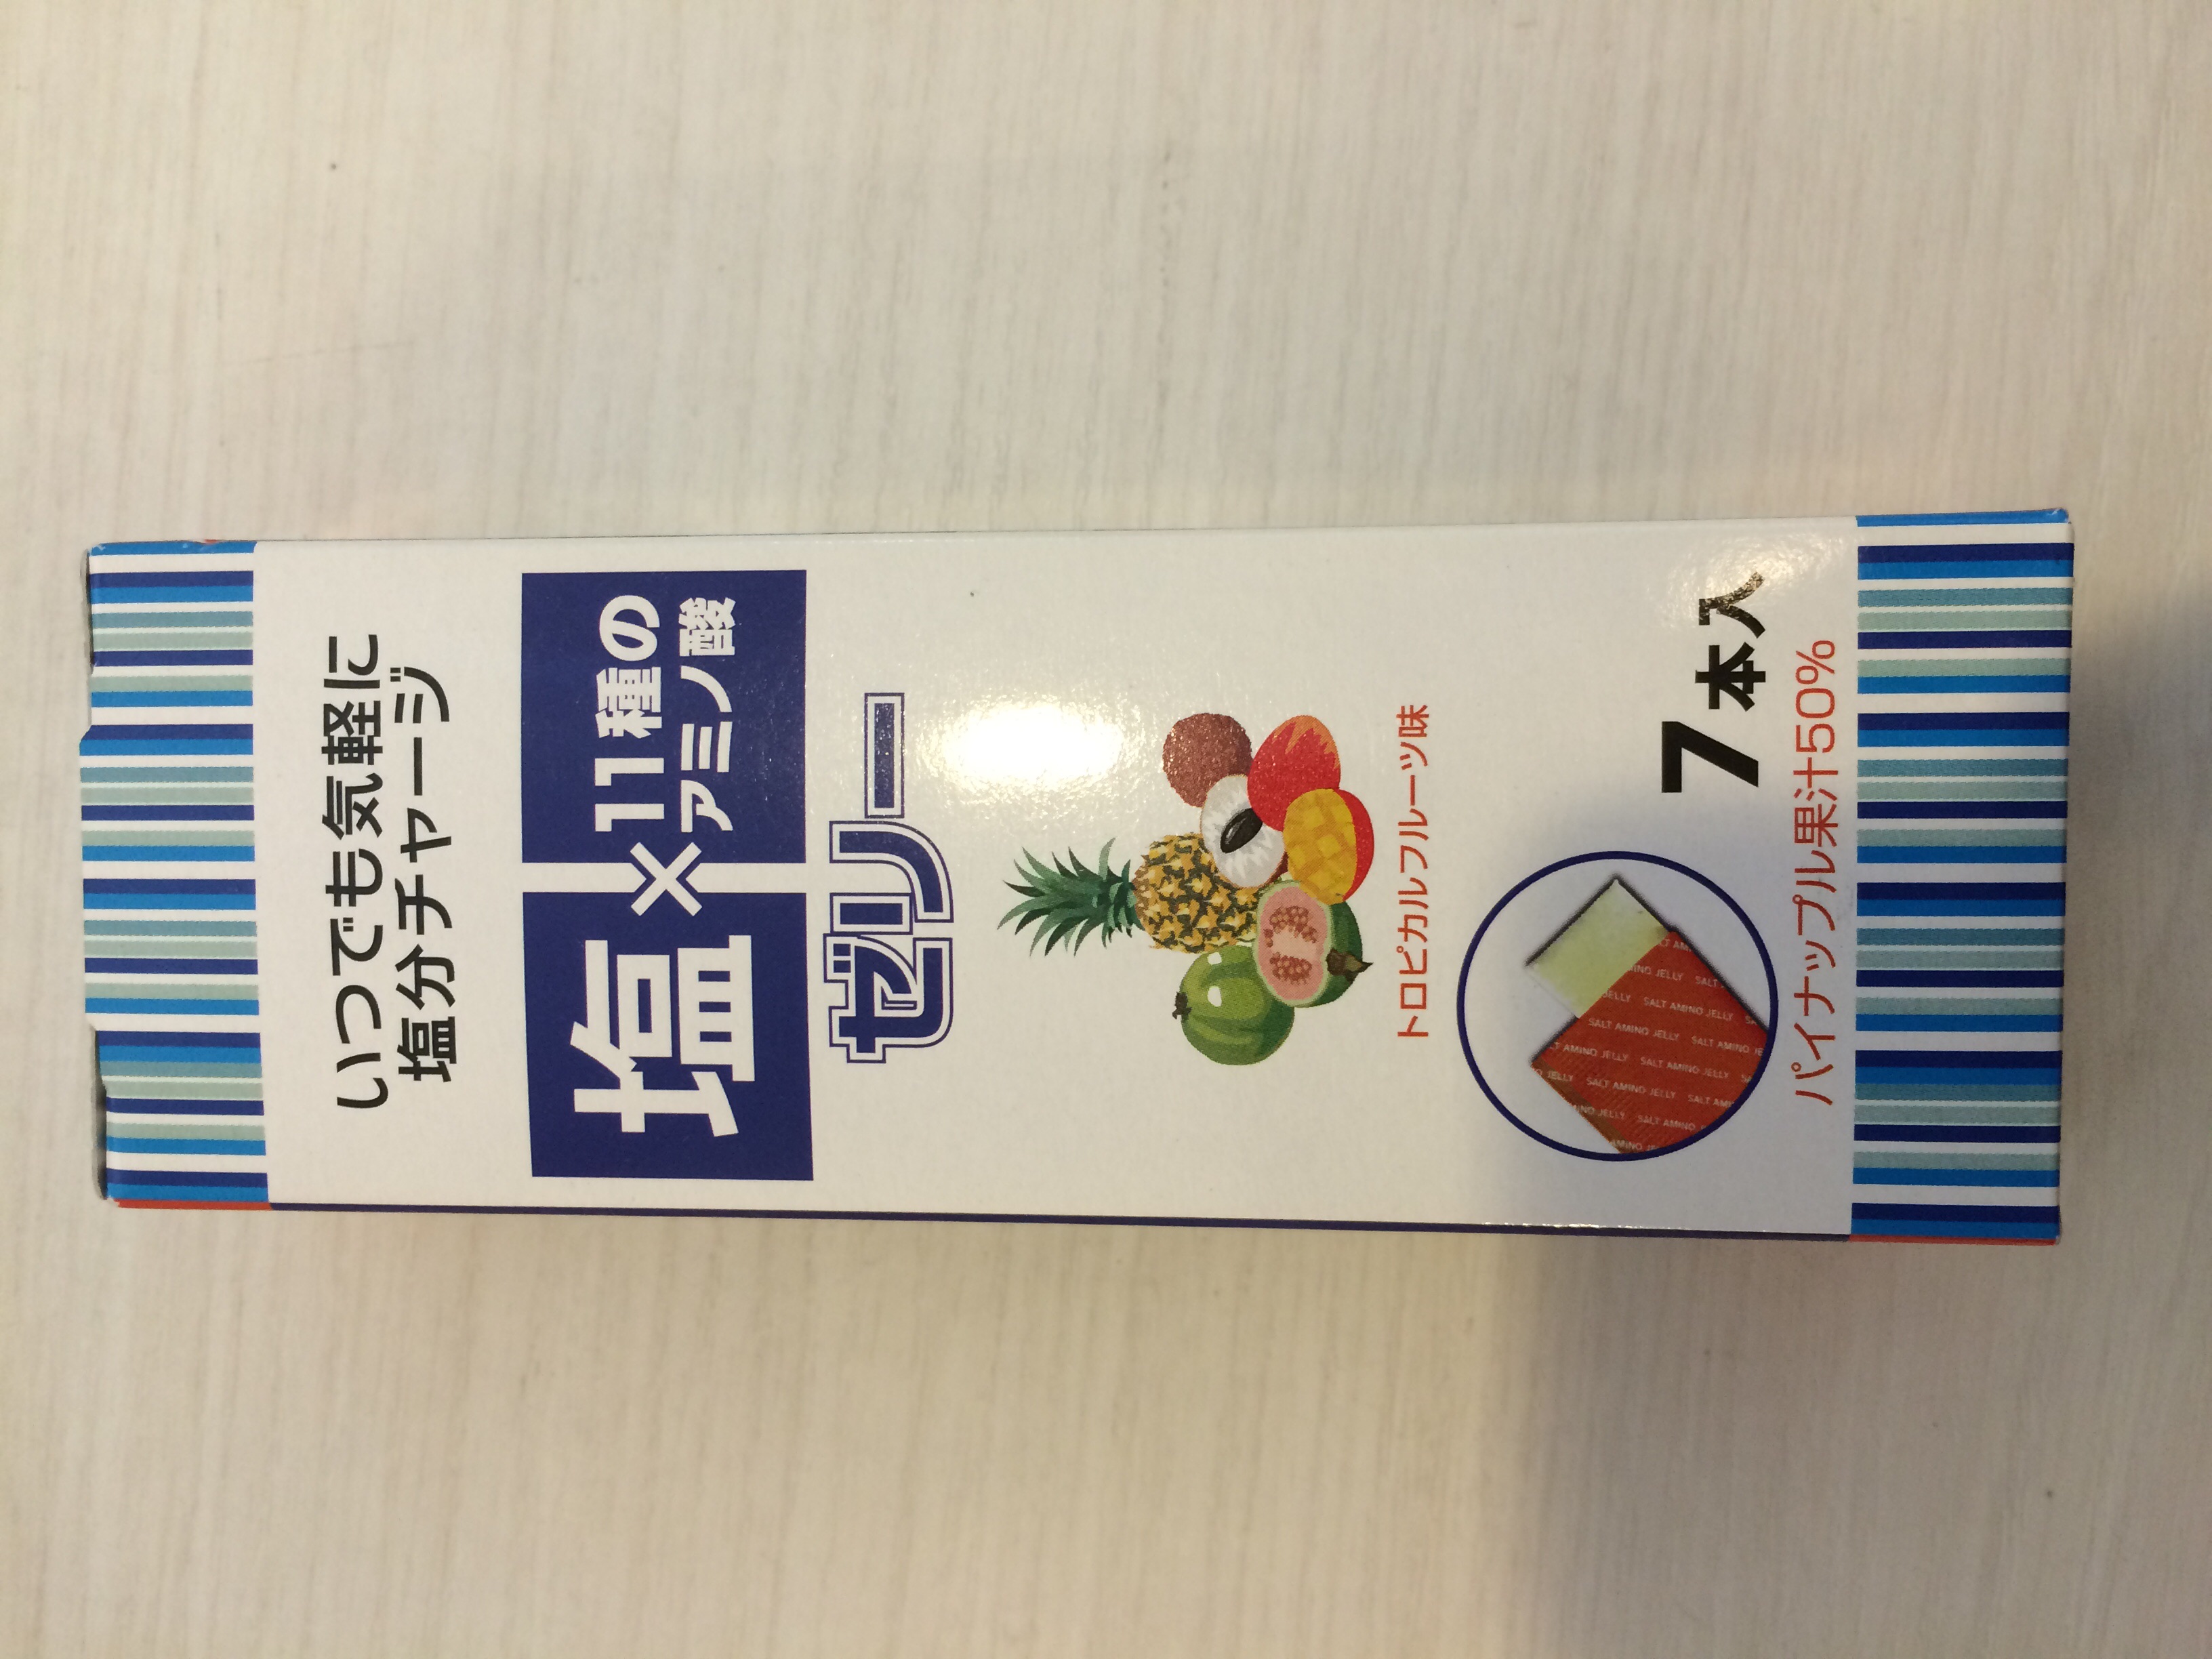 いつでも気軽に
塩分チャージ
塩×11種の
アミノ酸
ゼリー
トロピカルフルーツ味
SALT AMINO JELLY
7本入
パイナップル果汁50%